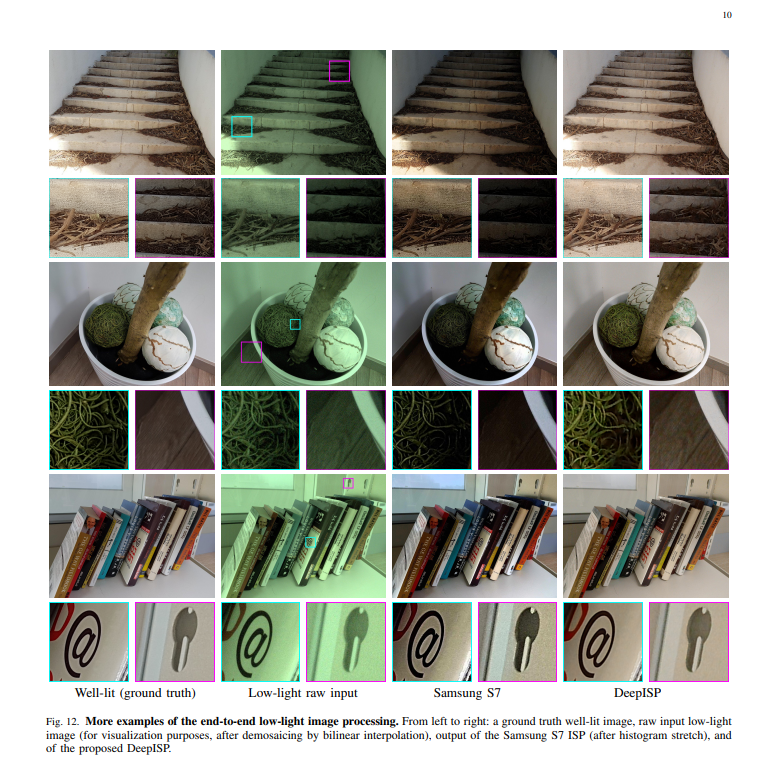 10
@
@
@
@
Well-lit (ground truth)
Low-light raw input
Samsung S7
DeepISP
Fig. 12. More examples of the end-to-end low-light image processing. From left to right: a ground truth well-lit image, raw input low-light
image (for visualization purposes, after demosaicing by bilinear interpolation), output of the Samsung S7 ISP (after histogram stretch), and
of the proposed DeepISP.